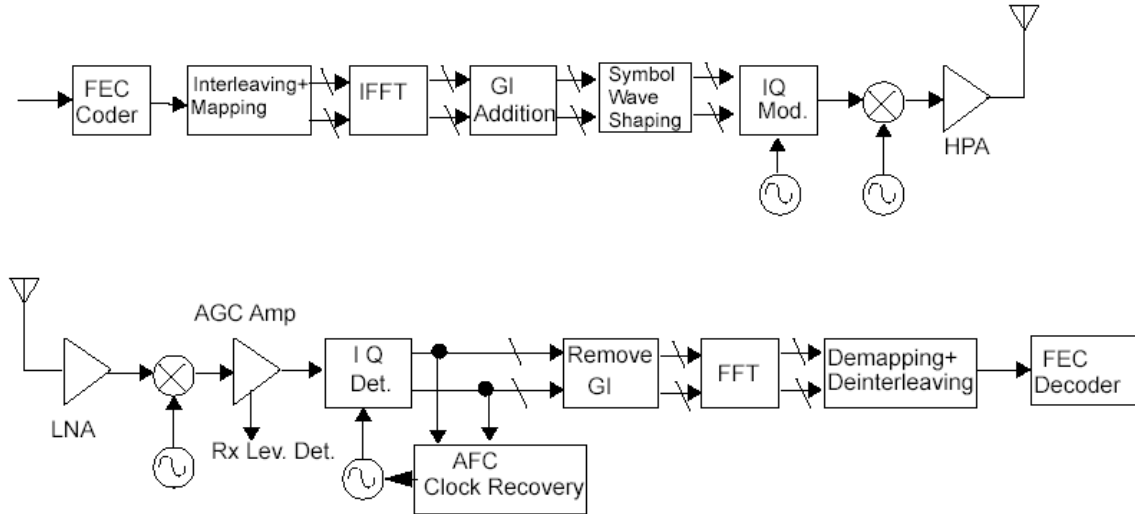 FEC
Coder
Interleaving+
Mapping
IFFT
GI
Addition
Symbol
Wave
Shaping
IQ
Mod.
HPA
AGC Amp
LNA
Rx Lev. Det.
I Q
Det.
AFC
Clock Recovery
Remove
GI
FFT
Demapping+
Deinterleaving
FEC
Decoder